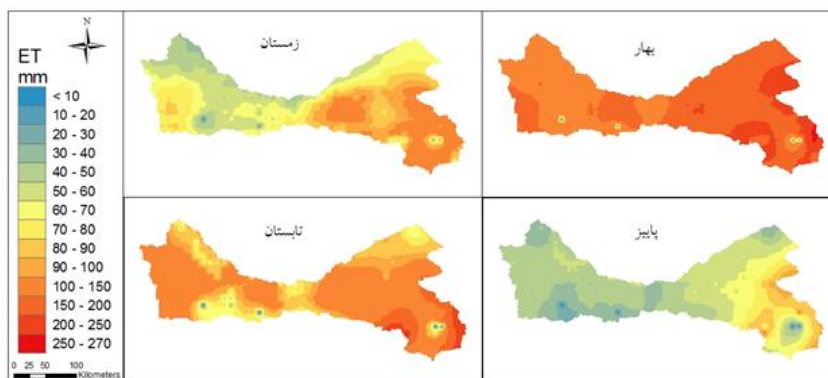 N
ET
mm
< 10
10 - 20
20 - 30
30 - 40
40 - 50
50 - 60
60 - 70
70 - 80
80 - 90
90 - 100
100 - 150
150 - 200
200 - 250
250 - 270
0 25 50 100
Kilometers
زمستان
بهار
تابستان
پاییز